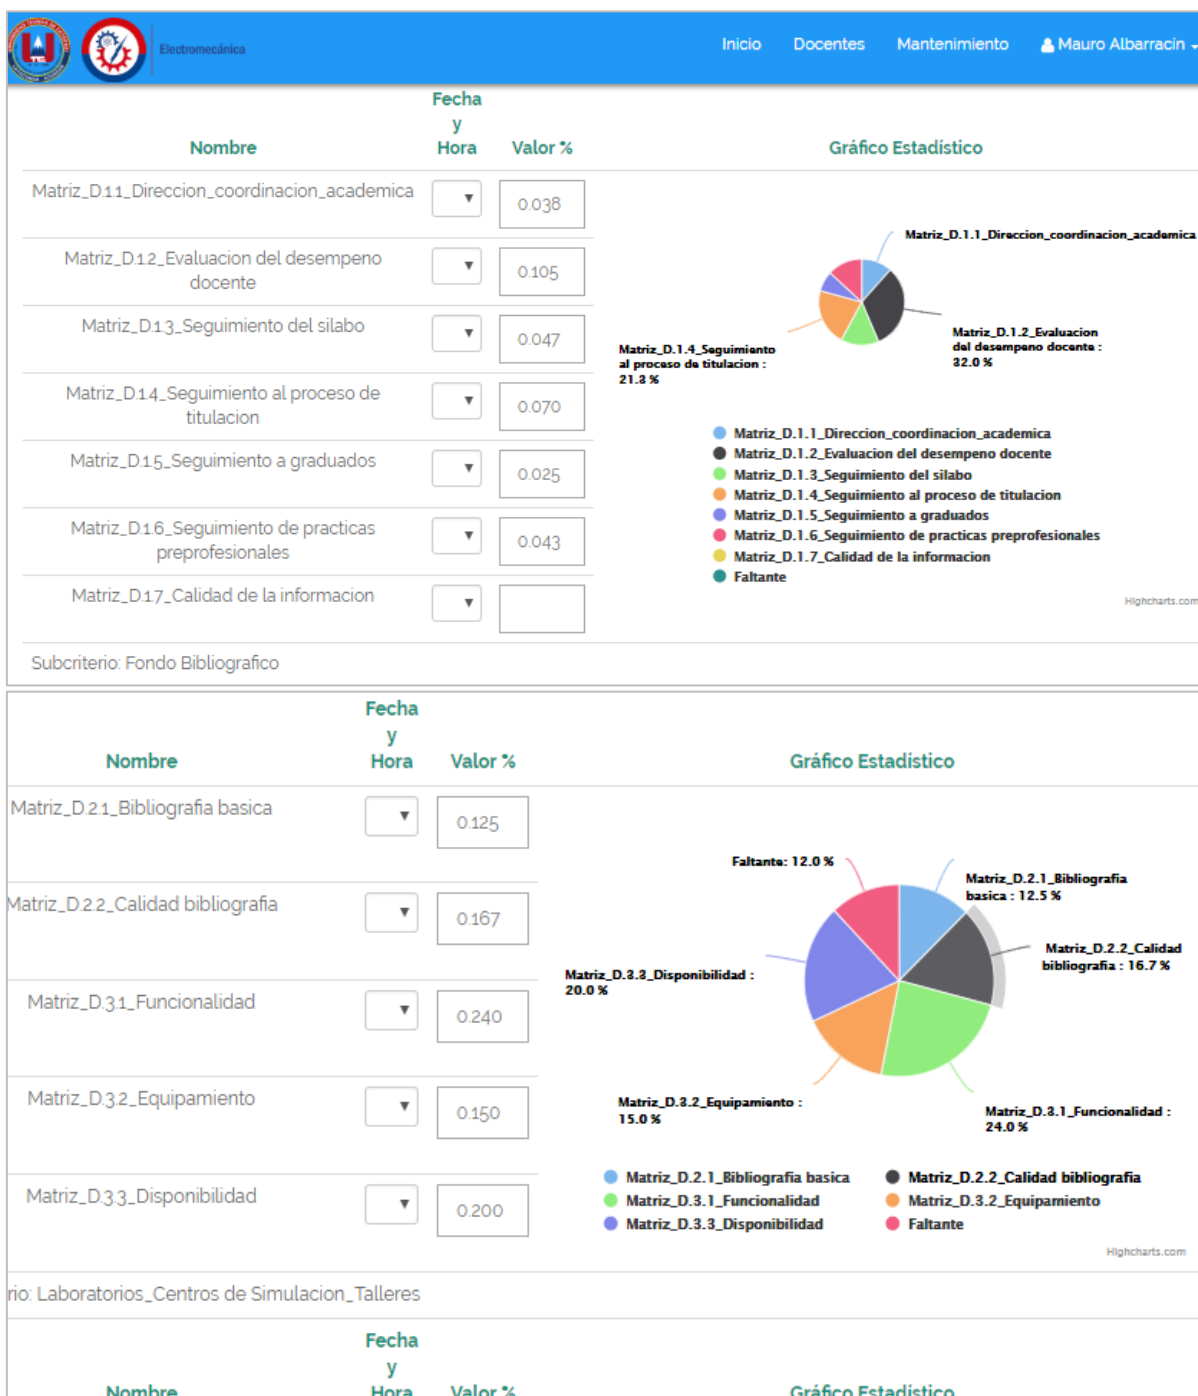 Electromecánica
Inicio Docentes Mantenimiento Mauro Albarracín
Fecha
y
Nombre Hora Valor % Gráfico Estadístico
Matriz_D.1.1_Direccion_coordinacion_academica
0.038
Matriz_D.1.2_Evaluacion del desempeno
docente
0.105
Matriz_D.1.3_Seguimiento del silabo
0.047
Matriz_D.1.4_Seguimiento al proceso de
titulacion
0.070
Matriz_D.1.5_Seguimiento a graduados
0.025
Matriz_D.1.6_Seguimiento de practicas
preprofesionales
0.043
Matriz_D.1.7_Calidad de la informacion
Matriz_D.1.1_Direccion_coordinacion_academica
Matriz_D.1.2_Evaluacion
del desempeno docente :
32.0 %
Matriz_D.1.4_Seguimiento
al proceso de titulacion :
21.3 %
Matriz_D.1.1_Direccion_coordinacion_academica
Matriz_D.1.2_Evaluacion del desempeno docente
Matriz_D.1.3_Seguimiento del silabo
Matriz_D.1.4_Seguimiento al proceso de titulacion
Matriz_D.1.5_Seguimiento a graduados
Matriz_D.1.6_Seguimiento de practicas preprofesionales
Matriz_D.1.7_Calidad de la informacion
Faltante
Highcharts.com
Subcriterio: Fondo Bibliografico
Fecha
y
Nombre Hora Valor % Gráfico Estadístico
Matriz_D.2.1_Bibliografia basica
0.125
Matriz_D.2.2_Calidad bibliografia
0.167
Matriz_D.3.1_Funcionalidad
0.240
Matriz_D.3.2_Equipamiento
0.150
Matriz_D.3.3_Disponibilidad
0.200
Faltante: 12.0 %
Matriz_D.2.1_Bibliografia
basica : 12.5 %
Matriz_D.2.2_Calidad
bibliografia : 16.7 %
Matriz_D.3.3_Disponibilidad :
20.0 %
Matriz_D.3.2_Equipamiento :
15.0 %
Matriz_D.3.1_Funcionalidad :
24.0 %
Matriz_D.2.1_Bibliografia basica Matriz_D.2.2_Calidad bibliografia
Matriz_D.3.1_Funcionalidad Matriz_D.3.2_Equipamiento
Matriz_D.3.3_Disponibilidad Faltante
Highcharts.com
rio: Laboratorios_Centros de Simulacion_Talleres
Fecha
y
Nombre Hora Valor % Gráfico Estadístico